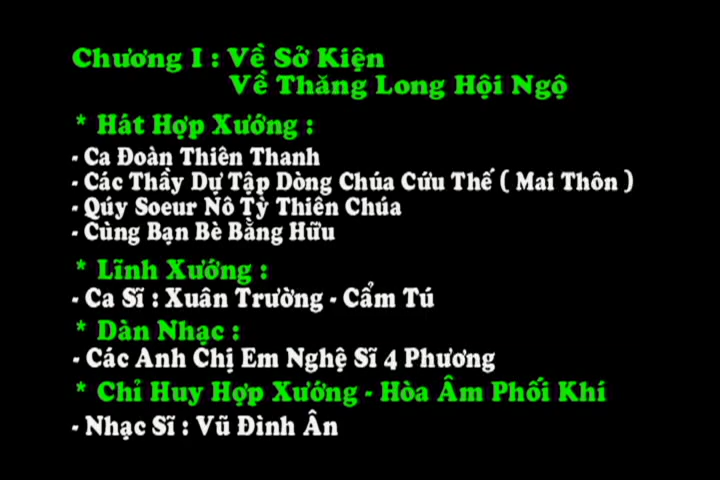 Chương I : Về Sở Kiện
Về Thăng Long Hội Ngộ
* Hát Hợp Xướng :
- Ca Đoàn Thiên Thanh
- Các Thầy Dự Tập Dòng Chúa Cứu Thế ( Mai Thôn )
- Qúy Soeur Nô Tỳ Thiên Chúa
- Cùng Bạn Bè Bằng Hữu
* Lĩnh Xướng :
- Ca Sĩ : Xuân Trường - Cẩm Tú
* Dàn Nhạc :
- Các Anh Chị Em Nghệ Sĩ 4 Phương
* Chỉ Huy Hợp Xướng - Hòa Âm Phối Khí
- Nhạc Sĩ : Vũ Đình Ân